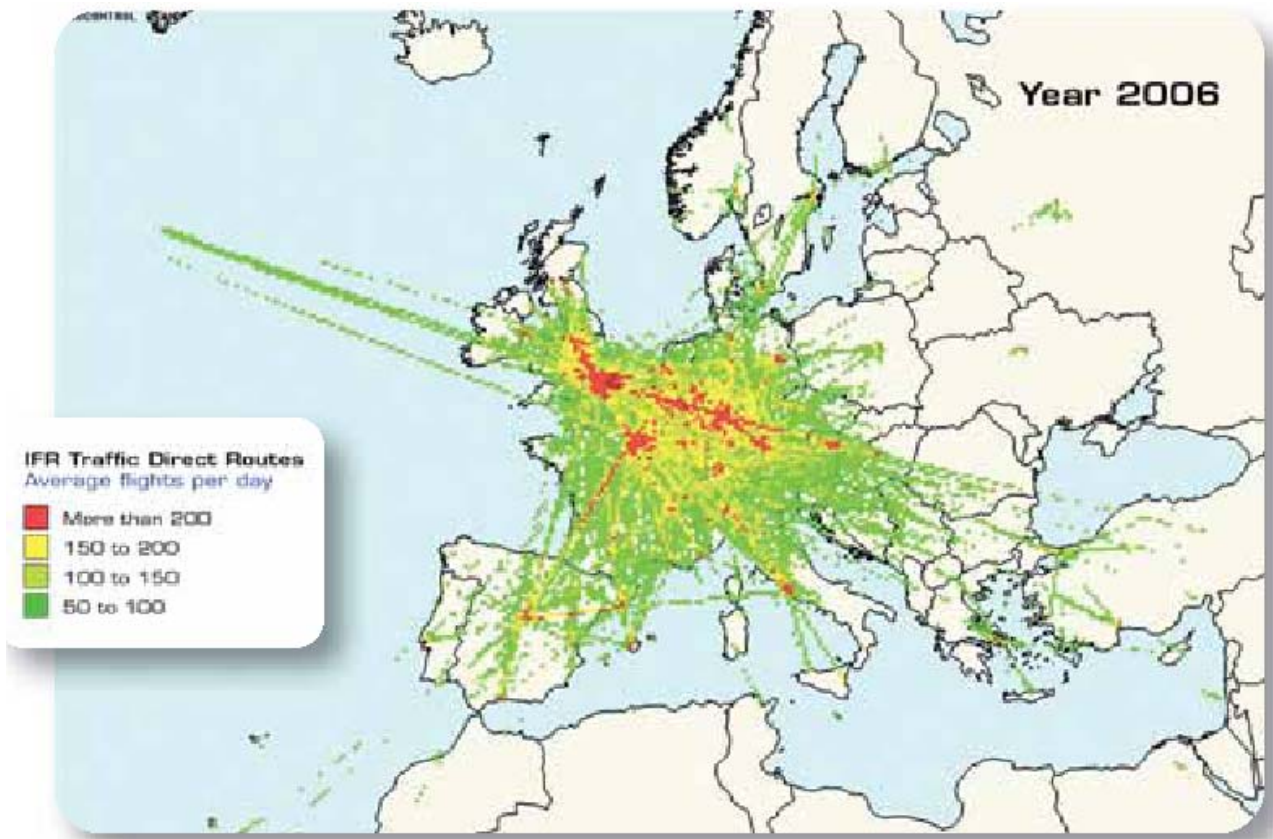 Year 2006
IFR Traffic Direct Routes
Average flights per day
More than 200
150 to 200
100 to 150
50 to 100